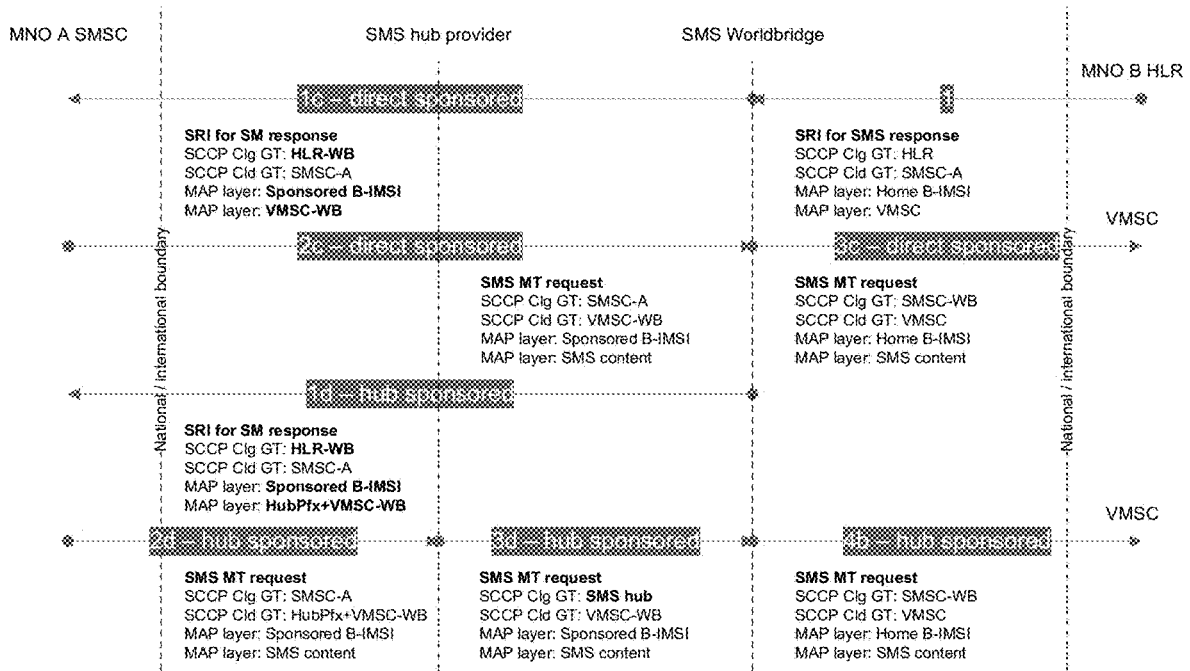 MNO A SMSC
SMS hub provider
SMS Worldbridge
MNO B HLR
1c – direct sponsored
1
SRI for SM response
SCCP Clg GT: HLR-WB
SCCP Cld GT: SMSC-A
MAP layer: Sponsored B-IMSI
MAP layer: VMSC-WB
SRI for SMS response
SCCP Clg GT: HLR
SCCP Cld GT: SMSC-A
MAP layer: Home B-IMSI
MAP layer: VMSC
VMSC
2c – direct sponsored
3c – direct sponsored
SMS MT request
SCCP Clg GT: SMSC-A
SCCP Cld GT: VMSC-WB
MAP layer: Sponsored B-IMSI
MAP layer: SMS content
SMS MT request
SCCP Clg GT: SMSC-WB
SCCP Cld GT: VMSC
MAP layer: Home B-IMSI
MAP layer: SMS content
National / international boundary
National / international boundary
1d – hub sponsored
SRI for SM response
SCCP Clg GT: HLR-WB
SCCP Cld GT: SMSC-A
MAP layer: Sponsored B-IMSI
MAP layer: HubPfx+VMSC-WB
VMSC
2d – hub sponsored
3d – hub sponsored
4b – hub sponsored
SMS MT request
SCCP Clg GT: SMSC-A
SCCP Cld GT: HubPfx+VMSC-WB
MAP layer: Sponsored B-IMSI
MAP layer: SMS content
SMS MT request
SCCP Clg GT: SMS hub
SCCP Cld GT: VMSC-WB
MAP layer: Sponsored B-IMSI
MAP layer: SMS content
SMS MT request
SCCP Clg GT: SMSC-WB
SCCP Cld GT: VMSC
MAP layer: Home B-IMSI
MAP layer: SMS content